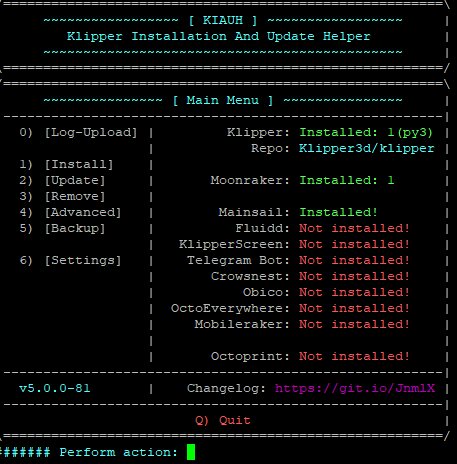 /=======================================================\
|     ~~~~~~~~~~~~~~~~~ [ KIAUH ] ~~~~~~~~~~~~~~~~~     |
|        Klipper Installation And Update Helper         |
|     ~~~~~~~~~~~~~~~~~~~~~~~~~~~~~~~~~~~~~~~~~~~~~     |
\=======================================================/
/=======================================================\
|     ~~~~~~~~~~~~~~~ [ Main Menu ] ~~~~~~~~~~~~~~~     |
|-------------------------------------------------------|
|  0) [Log-Upload] |         Klipper: Installed: 1(py3) |
|                  |            Repo: Klipper3d/klipper |
|  1) [Install]    |                                    |
|  2) [Update]     |       Moonraker: Installed: 1      |
|  3) [Remove]     |                                    |
|  4) [Advanced]   |        Mainsail: Installed!        |
|  5) [Backup]     |          Fluidd: Not installed!    |
|                  |   KlipperScreen: Not installed!    |
|  6) [Settings]   |    Telegram Bot: Not installed!    |
|                  |       Crowsnest: Not installed!    |
|                  |           Obico: Not installed!    |
|                  |  OctoEverywhere: Not installed!    |
|                  |     Mobileraker: Not installed!    |
|                  |                                    |
|                  |       Octoprint: Not installed!    |
|-------------------------------------------------------|
|  v5.0.0-81       |    Changelog: https://git.io/JnmlX |
|-------------------------------------------------------|
|                        Q) Quit                        |
\=======================================================/
####### Perform action: